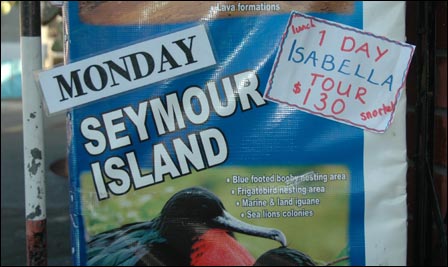 • Lava formations
MONDAY
lunch
1 DAY
ISABELLA
TOUR
$130
snorkel
SEYMOUR
ISLAND
• Blue footed booby nesting area
• Frigatebird nesting area
• Marine & land iguane
• Sea lions colonies